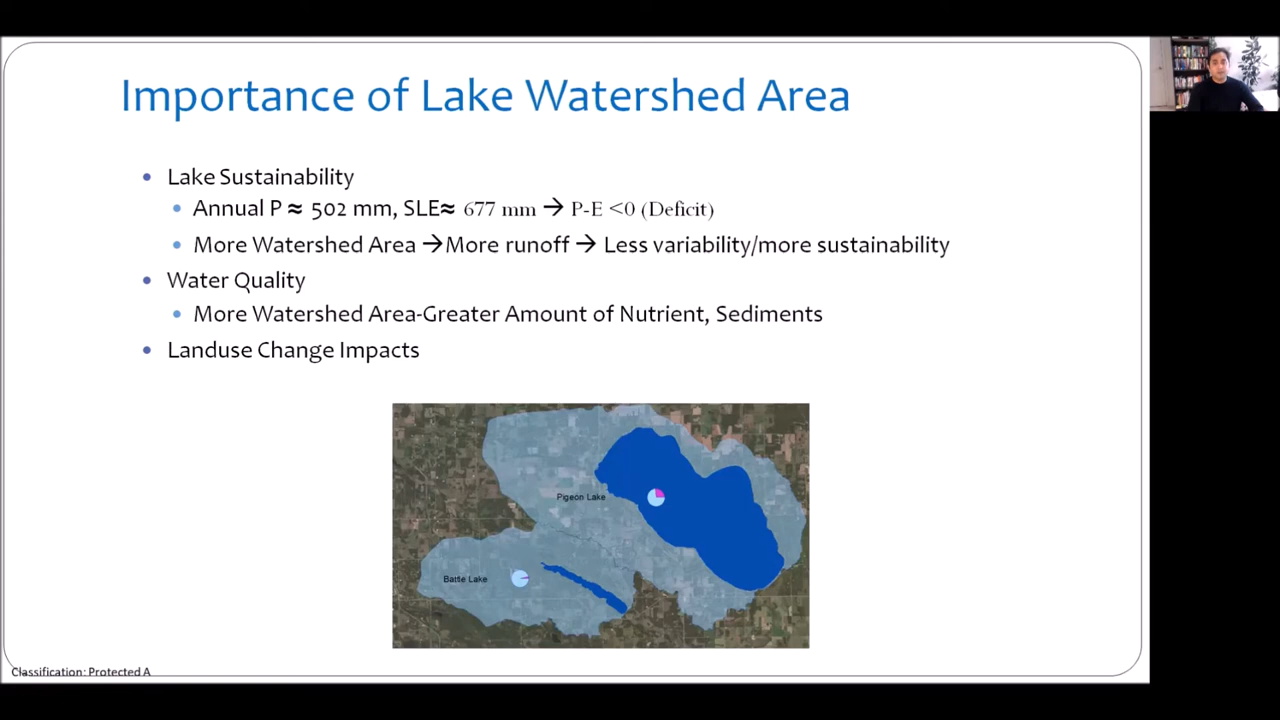 Importance of Lake Watershed Area
• Lake Sustainability
• Annual P ≈ 502 mm, SLE≈ 677 mm → P-E <0 (Deficit)
• More Watershed Area →More runoff → Less variability/more sustainability
• Water Quality
• More Watershed Area-Greater Amount of Nutrient, Sediments
• Landuse Change Impacts
Pigeon Lake
Battle Lake
Classification: Protected A